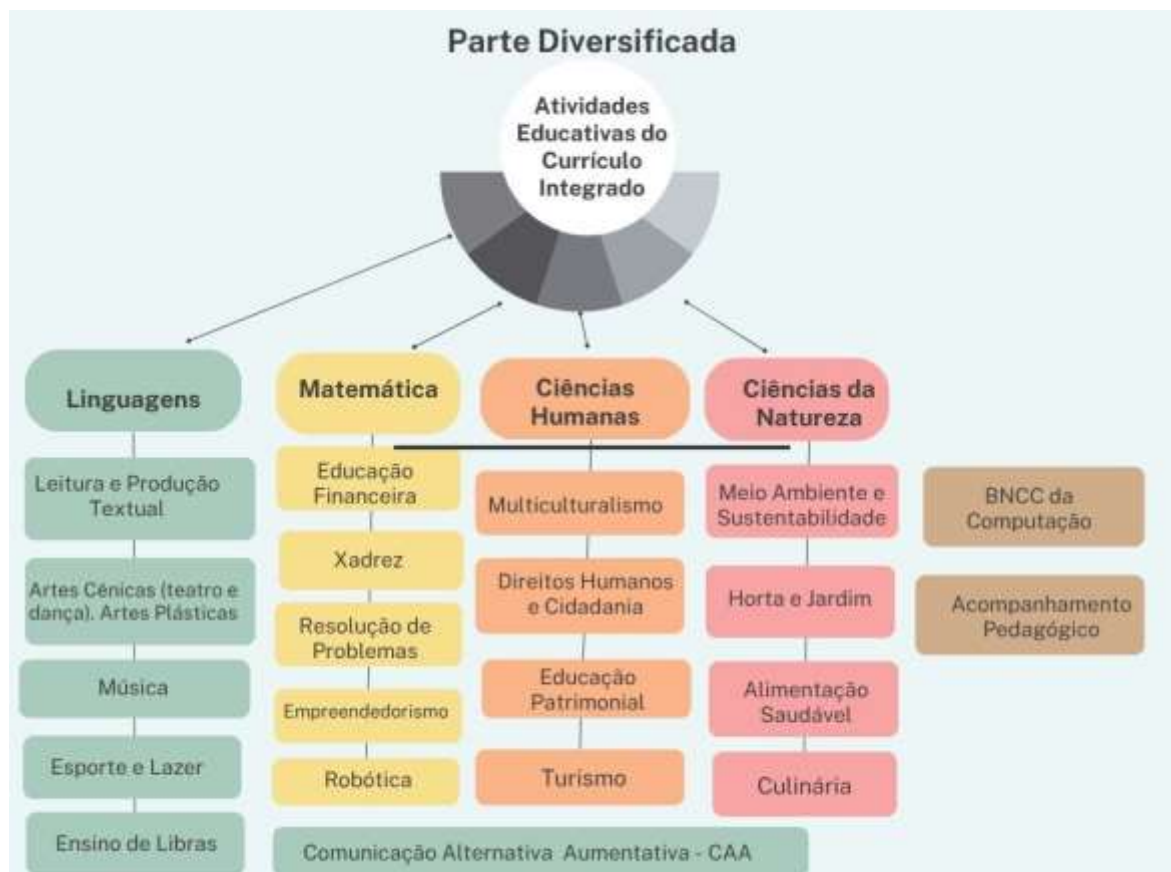 Parte Diversificada
Atividades
Educativas do
Currículo
Integrado
Linguagens
Leitura e Produção
Textual
Artes Cênicas (teatro e
dança). Artes Plásticas
Música
Esporte e Lazer
Ensino de Libras
Matemática
Educação
Financeira
Xadrez
Resolução de
Problemas
Empreendedorismo
Robótica
Ciências
Humanas
Multiculturalismo
Direitos Humanos
e Cidadania
Educação
Patrimonial
Turismo
Ciências da
Natureza
Meio Ambiente e
Sustentabilidade
Horta e Jardim
Alimentação
Saudável
Culinária
BNCC da
Computação
Acompanhamento
Pedagógico
Comunicação Alternativa Aumentativa - CAA